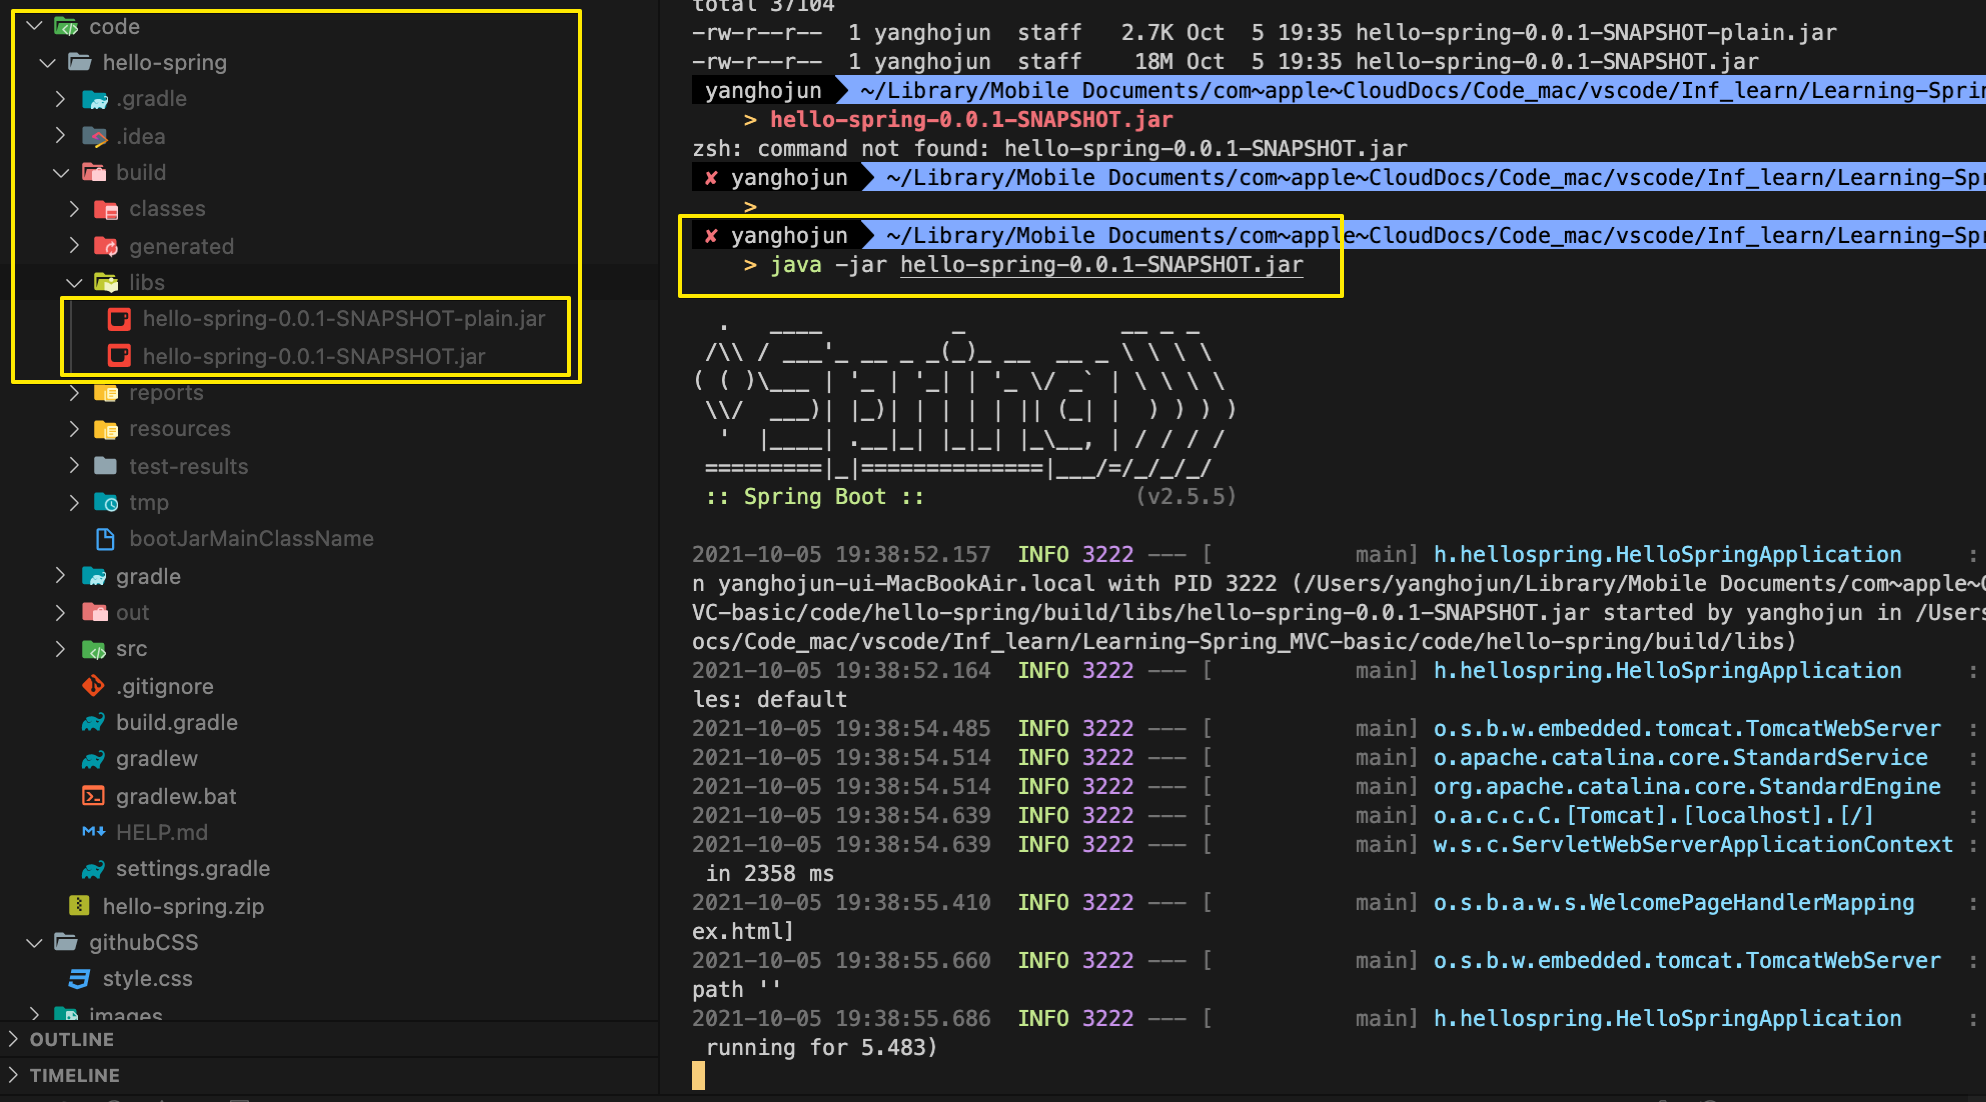 code
hello-spring
.gradle
.idea
build
classes
generated
libs
hello-spring-0.0.1-SNAPSHOT-plain.jar
hello-spring-0.0.1-SNAPSHOT.jar
reports
resources
test-results
tmp
bootJarMainClassName
gradle
out
src
.gitignore
build.gradle
gradlew
gradlew.bat
HELP.md
settings.gradle
hello-spring.zip
githubCSS
style.css
images
OUTLINE
TIMELINE
total 37104
-rw-r--r--  1 yanghojun  staff   2.7K Oct  5 19:35 hello-spring-0.0.1-SNAPSHOT-plain.jar
-rw-r--r--  1 yanghojun  staff    18M Oct  5 19:35 hello-spring-0.0.1-SNAPSHOT.jar
yanghojun ~/Library/Mobile Documents/com~apple~CloudDocs/Code_mac/vscode/Inf_learn/Learning-Sprin
> hello-spring-0.0.1-SNAPSHOT.jar
zsh: command not found: hello-spring-0.0.1-SNAPSHOT.jar
✘ yanghojun ~/Library/Mobile Documents/com~apple~CloudDocs/Code_mac/vscode/Inf_learn/Learning-Spr
>
✘ yanghojun ~/Library/Mobile Documents/com~apple~CloudDocs/Code_mac/vscode/Inf_learn/Learning-Spr
> java -jar hello-spring-0.0.1-SNAPSHOT.jar
  .   ____          _            __ _ _
 /\\ / ___'_ __ _ _(_)_ __  __ _ \ \ \ \
( ( )\___ | '_ | '_| | '_ \/ _` | \ \ \ \
 \\/  ___)| |_)| | | | | || (_| |  ) ) ) )
  '  |____| .__|_| |_|_| |_\__, | / / / /
 =========|_|==============|___/=/_/_/_/
 :: Spring Boot ::                (v2.5.5)
2021-10-05 19:38:52.157  INFO 3222 --- [           main] h.hellospring.HelloSpringApplication     :
n yanghojun-ui-MacBookAir.local with PID 3222 (/Users/yanghojun/Library/Mobile Documents/com~apple~C
VC-basic/code/hello-spring/build/libs/hello-spring-0.0.1-SNAPSHOT.jar started by yanghojun in /Users
ocs/Code_mac/vscode/Inf_learn/Learning-Spring_MVC-basic/code/hello-spring/build/libs)
2021-10-05 19:38:52.164  INFO 3222 --- [           main] h.hellospring.HelloSpringApplication     :
les: default
2021-10-05 19:38:54.485  INFO 3222 --- [           main] o.s.b.w.embedded.tomcat.TomcatWebServer  :
2021-10-05 19:38:54.514  INFO 3222 --- [           main] o.apache.catalina.core.StandardService   :
2021-10-05 19:38:54.514  INFO 3222 --- [           main] org.apache.catalina.core.StandardEngine  :
2021-10-05 19:38:54.639  INFO 3222 --- [           main] o.a.c.c.C.[Tomcat].[localhost].[/]       :
2021-10-05 19:38:54.639  INFO 3222 --- [           main] w.s.c.ServletWebServerApplicationContext :
 in 2358 ms
2021-10-05 19:38:55.410  INFO 3222 --- [           main] o.s.b.a.w.s.WelcomePageHandlerMapping    :
ex.html]
2021-10-05 19:38:55.660  INFO 3222 --- [           main] o.s.b.w.embedded.tomcat.TomcatWebServer  :
path ''
2021-10-05 19:38:55.686  INFO 3222 --- [           main] h.hellospring.HelloSpringApplication     :
 running for 5.483)